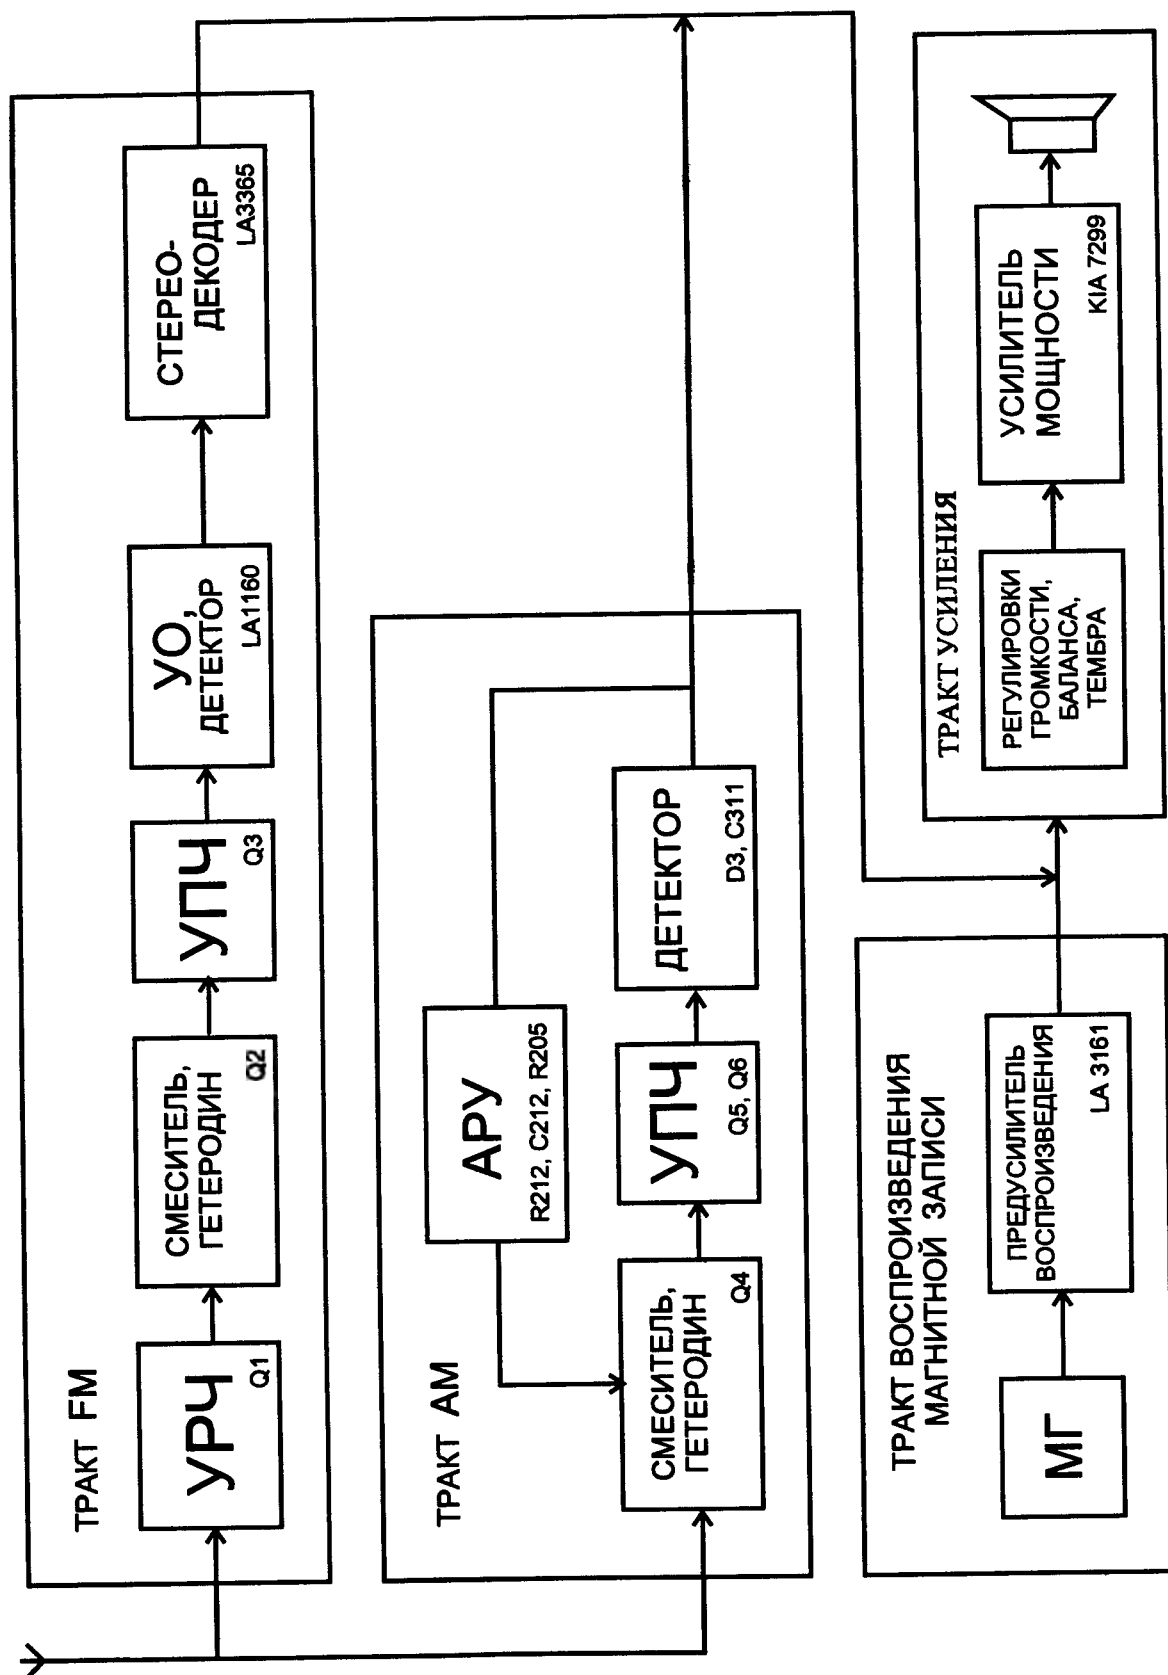 ТРАКТ FM
УРЧ
Q1
СМЕСИТЕЛЬ,
ГЕТЕРОДИН
Q2
УПЧ
Q3
УО,
ДЕТЕКТОР
LA1160
СТЕРЕО-
ДЕКОДЕР
LA3365
ТРАКТ АМ
АРУ
R212, C212, R205
СМЕСИТЕЛЬ,
ГЕТЕРОДИН
Q4
УПЧ
Q5, Q6
ДЕТЕКТОР
D3, C311
ТРАКТ ВОСПРОИЗВЕДЕНИЯ
МАГНИТНОЙ ЗАПИСИ
МГ
ПРЕДУСИЛИТЕЛЬ
ВОСПРОИЗВЕДЕНИЯ
LA 3161
ТРАКТ УСИЛЕНИЯ
РЕГУЛИРОВКИ
ГРОМКОСТИ,
БАЛАНСА,
ТЕМБРА
УСИЛИТЕЛЬ
МОЩНОСТИ
KIA 7299